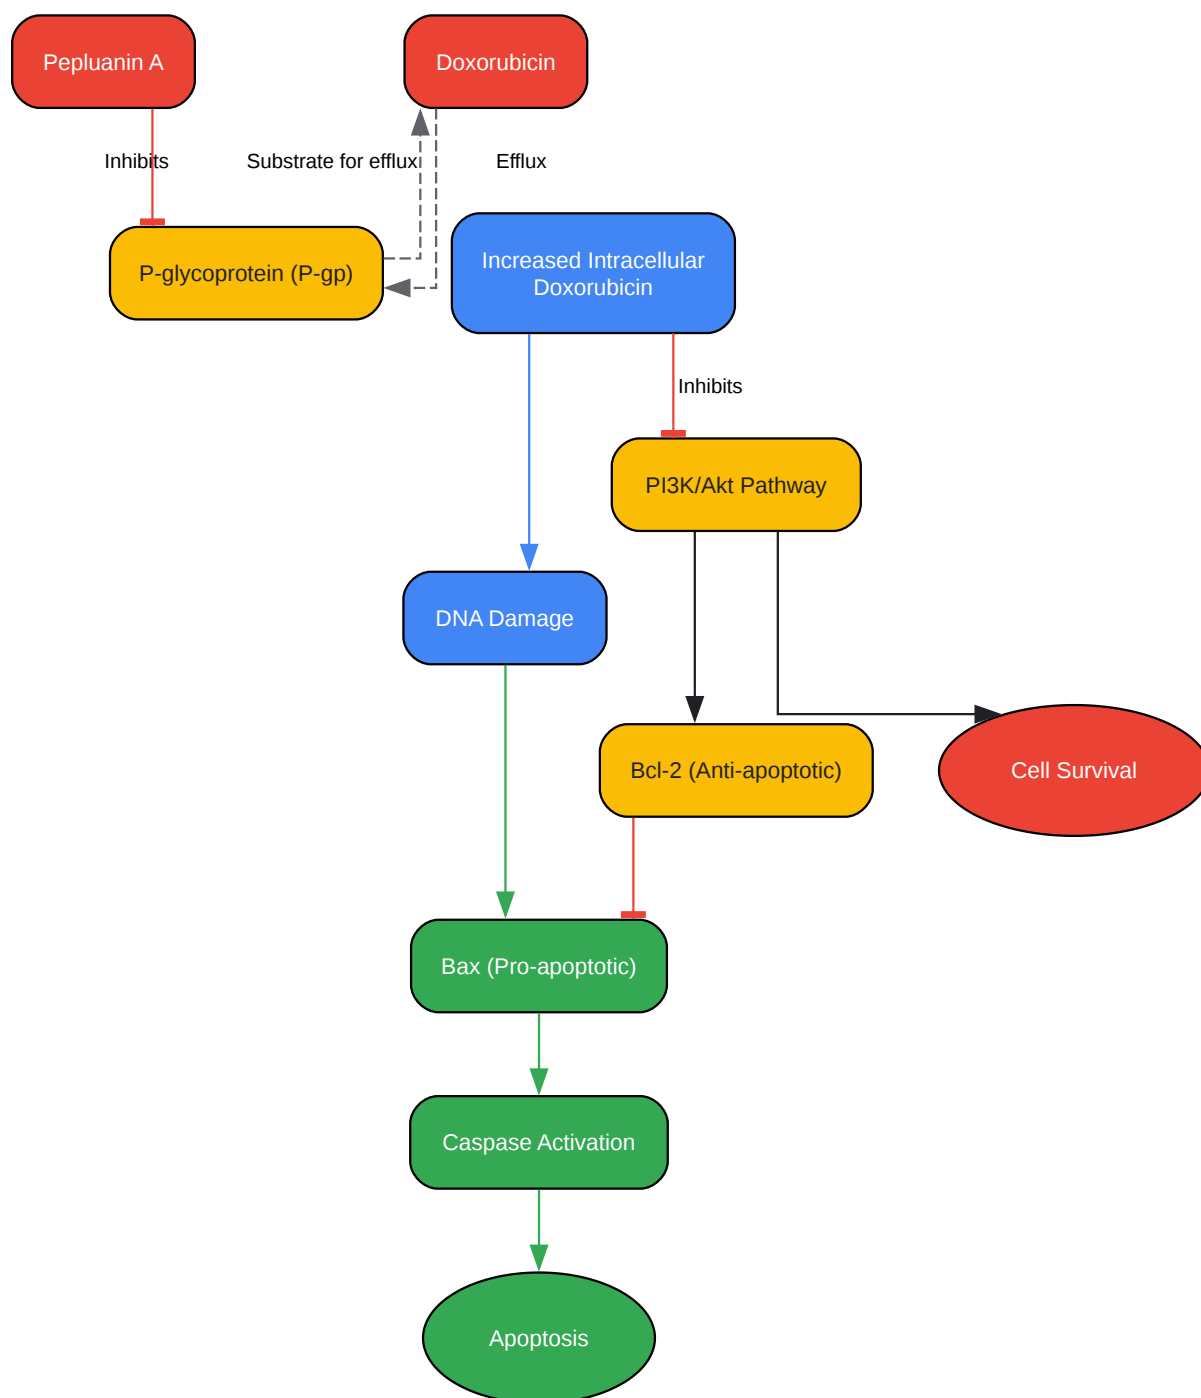 Pepluanin A
Doxorubicin
Inhibits
Substrate for efflux
Efflux
P-glycoprotein (P-gp)
Increased Intracellular
Doxorubicin
Inhibits
PI3K/Akt Pathway
DNA Damage
Bcl-2 (Anti-apoptotic)
Cell Survival
Bax (Pro-apoptotic)
Caspase Activation
Apoptosis